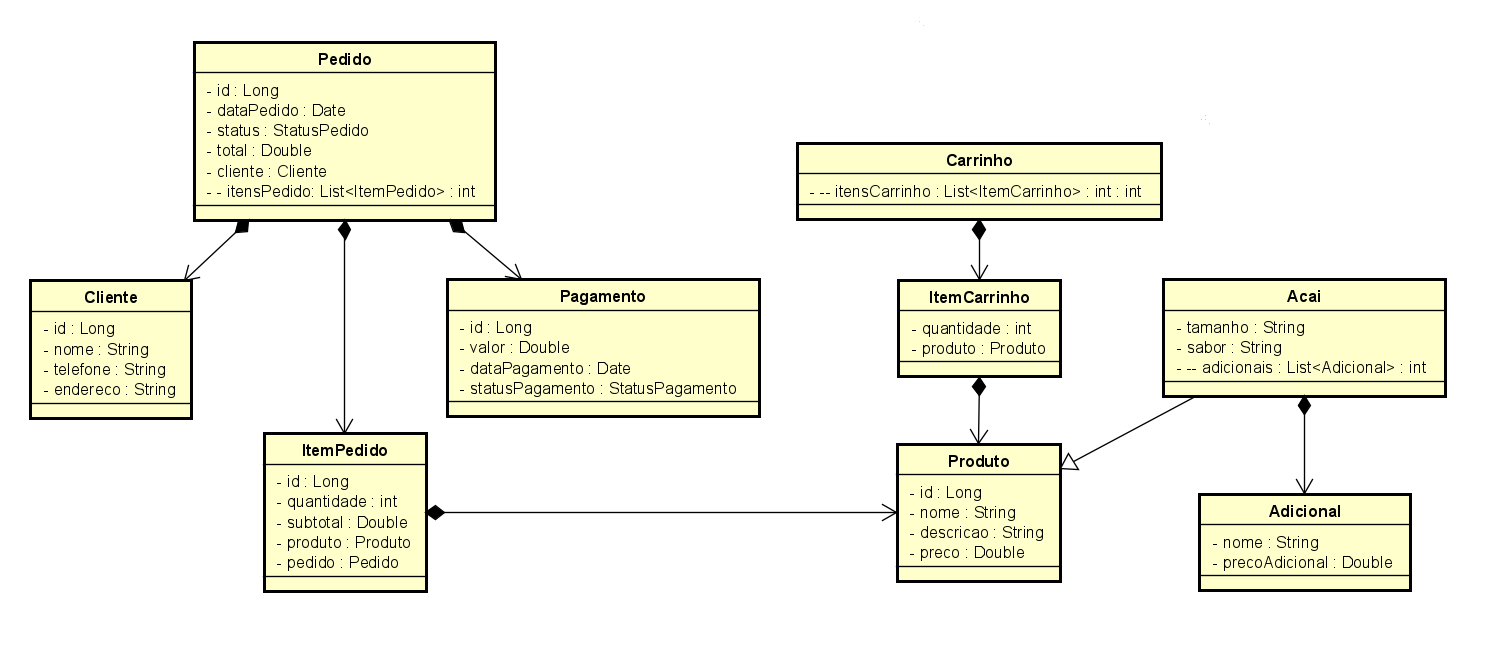 Pedido
- id : Long
- dataPedido : Date
- status : StatusPedido
- total : Double
- cliente : Cliente
- - itensPedido: List<ItemPedido> : int
Carrinho
- -- itensCarrinho : List<ItemCarrinho> : int : int
Cliente
- id : Long
- nome : String
- telefone : String
- endereco : String
Pagamento
- id : Long
- valor : Double
- dataPagamento : Date
- statusPagamento : StatusPagamento
ItemCarrinho
- quantidade : int
- produto : Produto
Acai
- tamanho : String
- sabor : String
- -- adicionais : List<Adicional> : int
ItemPedido
- id : Long
- quantidade : int
- subtotal : Double
- produto : Produto
- pedido : Pedido
Produto
- id : Long
- nome : String
- descricao : String
- preco : Double
Adicional
- nome : String
- precoAdicional : Double